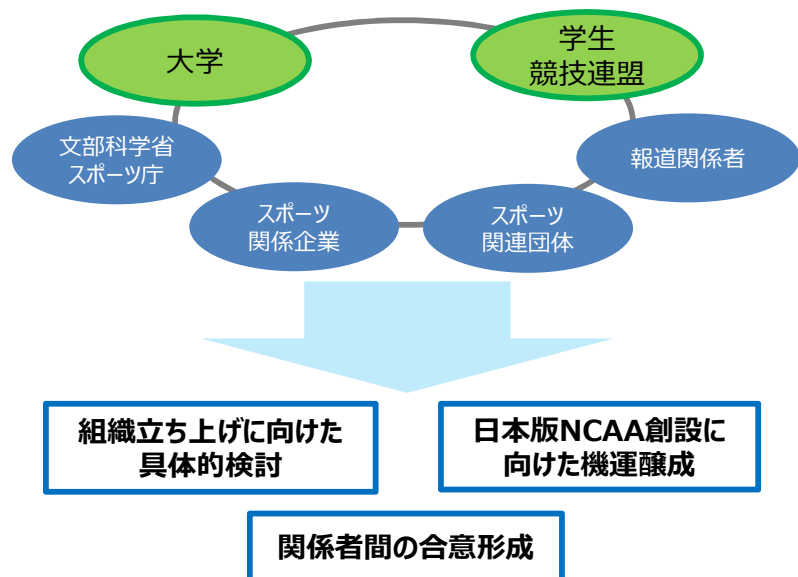 大学
学生
競技連盟
文部科学省
スポーツ庁
報道関係者
スポーツ
関係企業
スポーツ
関連団体
組織立ち上げに向けた
具体的検討
日本版NCAA創設に
向けた機運醸成
関係者間の合意形成